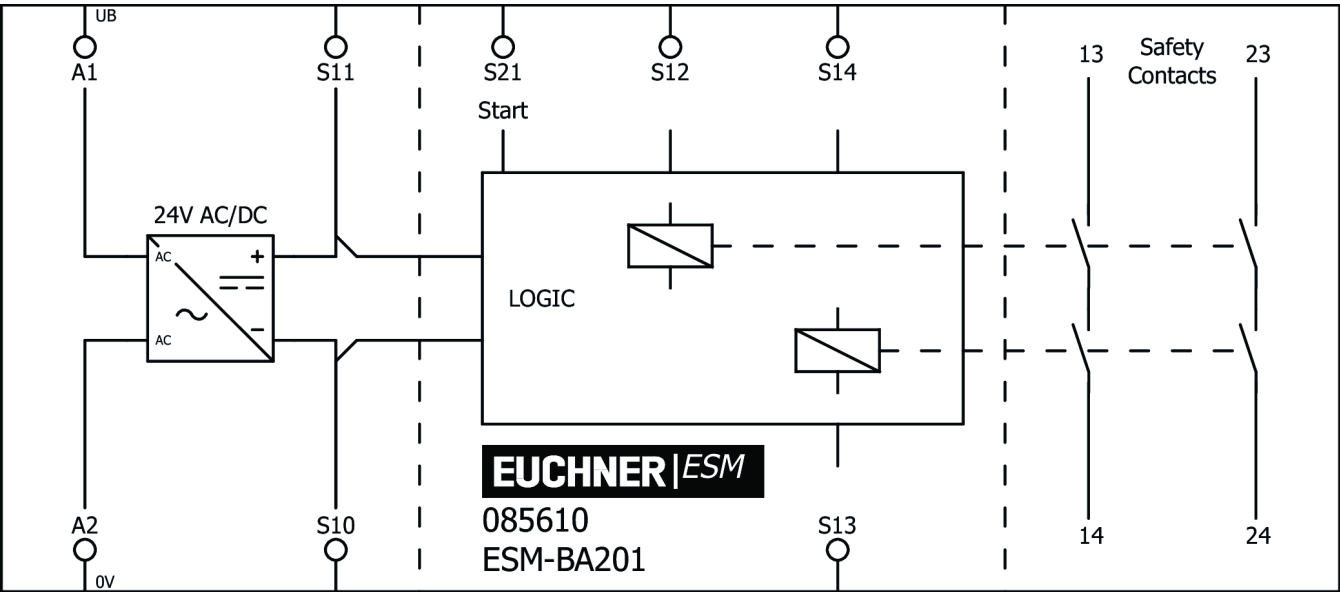 UB
A1
S11
S21
S12
S14
13
Safety
Contacts
23
Start
24V AC/DC
AC
+
LOGIC
−
AC
EUCHNER|ESM
085610
ESM-BA201
A2
S10
S13
14
24
0V